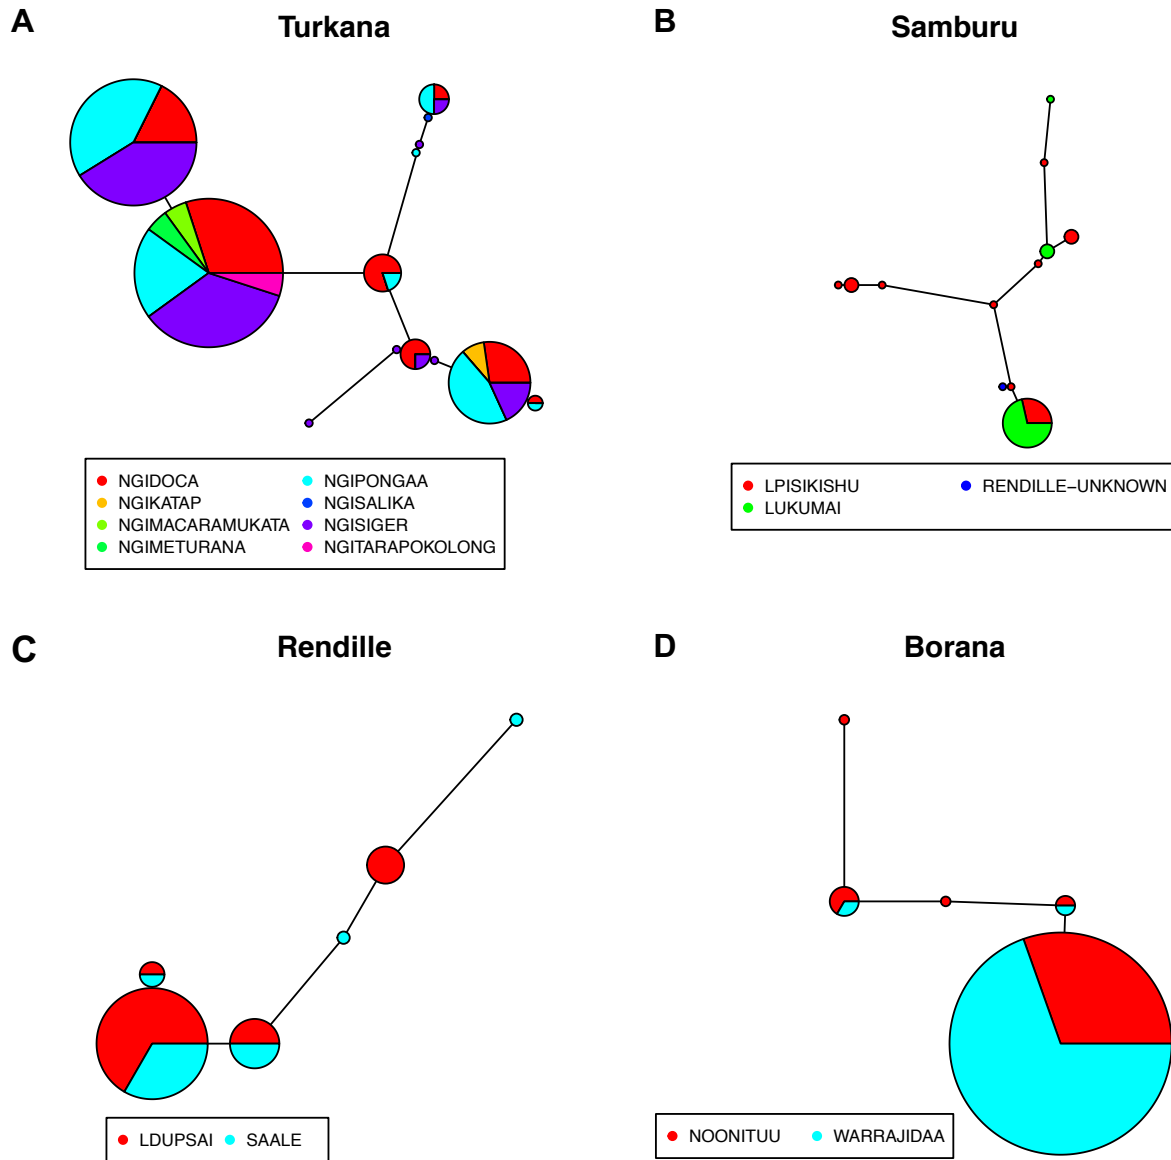 A
Turkana
B
Samburu
NGIDOCA
NGIPONGAA
NGIKATAP
NGISALIKA
NGIMACARAMUKATA
NGISIGER
NGIMETURANA
NGITARAPOKOLONG
LPISIKISHU
RENDILLE−UNKNOWN
LUKUMAI
C
Rendille
D
Borana
LDUPSAI
SAALE
NOONITUU
WARRAJIDAA